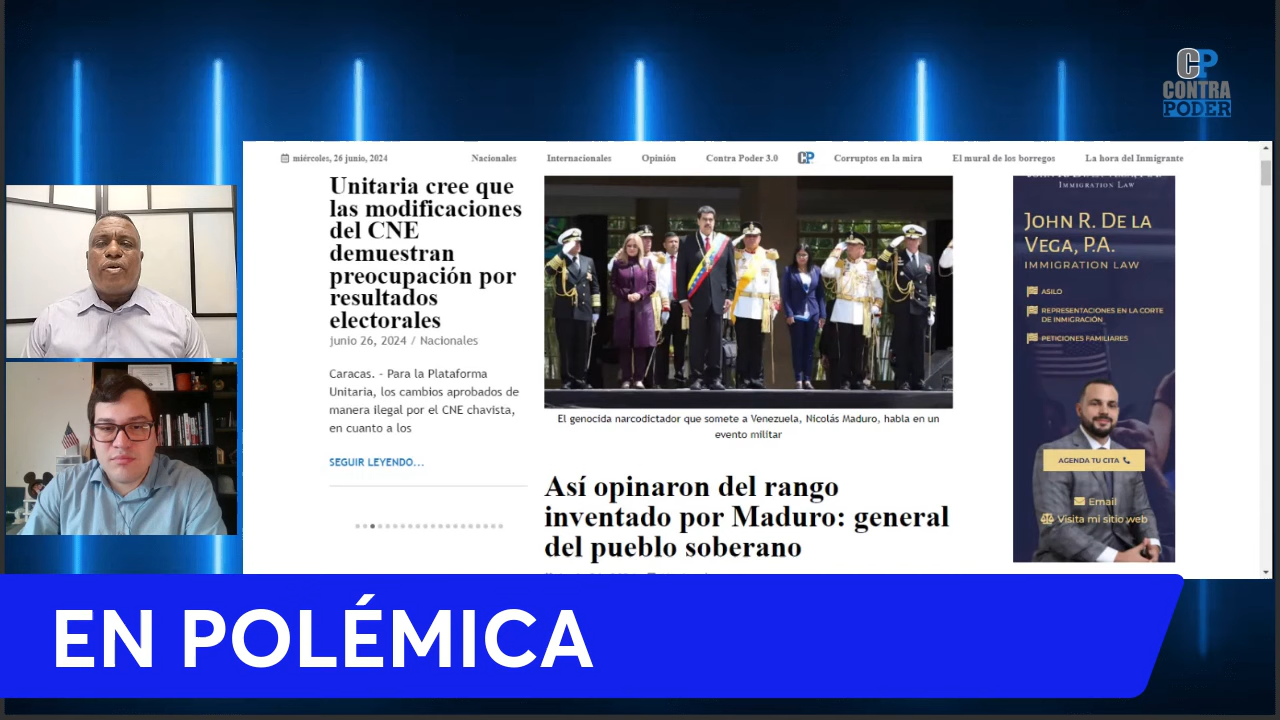 CP
CONTRA
PODER
miércoles, 26 junio, 2024
Nacionales
Internacionales
Opinión
Contra Poder 3.0
CP
Corruptos en la mira
El mural de los borregos
La hora del Inmigrante
Unitaria cree que
las modificaciones
del CNE
demuestran
preocupación por
resultados
electorales
junio 26, 2024 / Nacionales
Caracas. - Para la Plataforma
Unitaria, los cambios aprobados de
manera ilegal por el CNE chavista,
en cuanto a los
SEGUIR LEYENDO...
El genocida narcodictador que somete a Venezuela, Nicolás Maduro, habla en un
evento militar
Así opinaron del rango
inventado por Maduro: general
del pueblo soberano
IMMIGRATION LAW
JOHN R. DE LA
VEGA, P.A.
IMMIGRATION LAW
ASILO
REPRESENTACIONES EN LA CORTE
DE INMIGRACIÓN
PETICIONES FAMILIARES
AGENDA TU CITA
Email
Visita mi sitio web
EN POLÉMICA